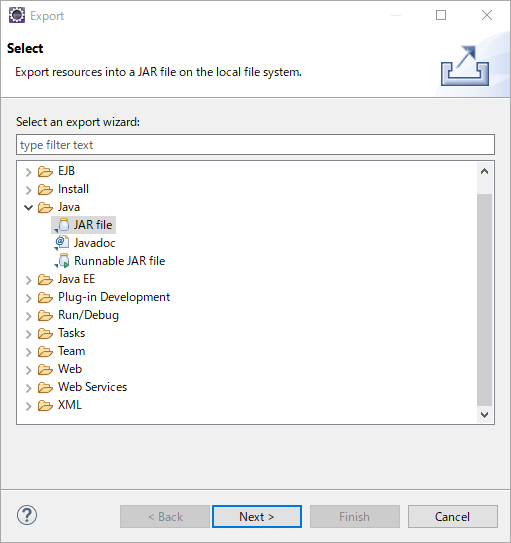 Export
Select
Export resources into a JAR file on the local file system.
Select an export wizard:
type filter text
EJB
Install
Java
JAR file
Javadoc
Runnable JAR file
Java EE
Plug-in Development
Run/Debug
Tasks
Team
Web
Web Services
XML
< Back
Next >
Finish
Cancel